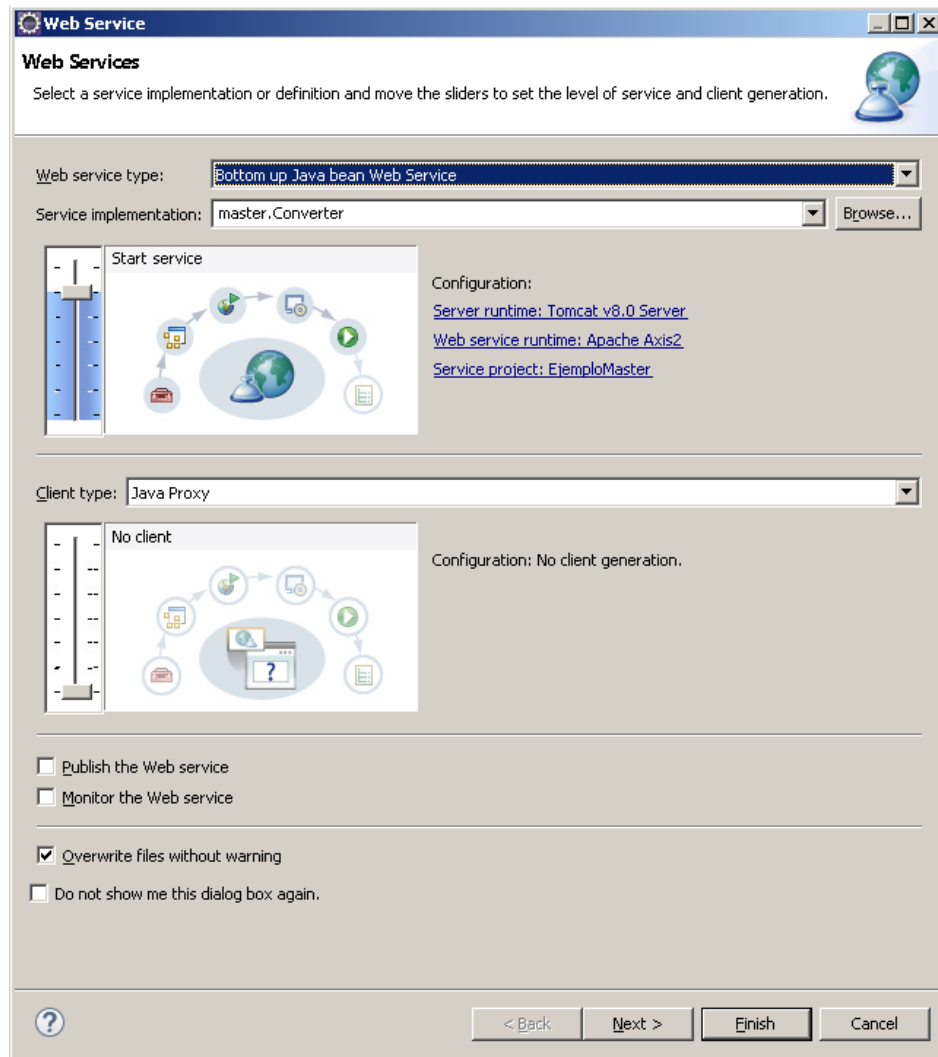 Web Service
Web Services
Select a service implementation or definition and move the sliders to set the level of service and client generation.
Web service type: Bottom up Java bean Web Service
Service implementation: master.Converter Browse...
Start service
Configuration:
Server runtime: Tomcat v8.0 Server
Web service runtime: Apache Axis2
Service project: EjemploMaster
Client type: Java Proxy
No client
Configuration: No client generation.
?
Publish the Web service
Monitor the Web service
Overwrite files without warning
Do not show me this dialog box again.
? < Back Next > Finish Cancel